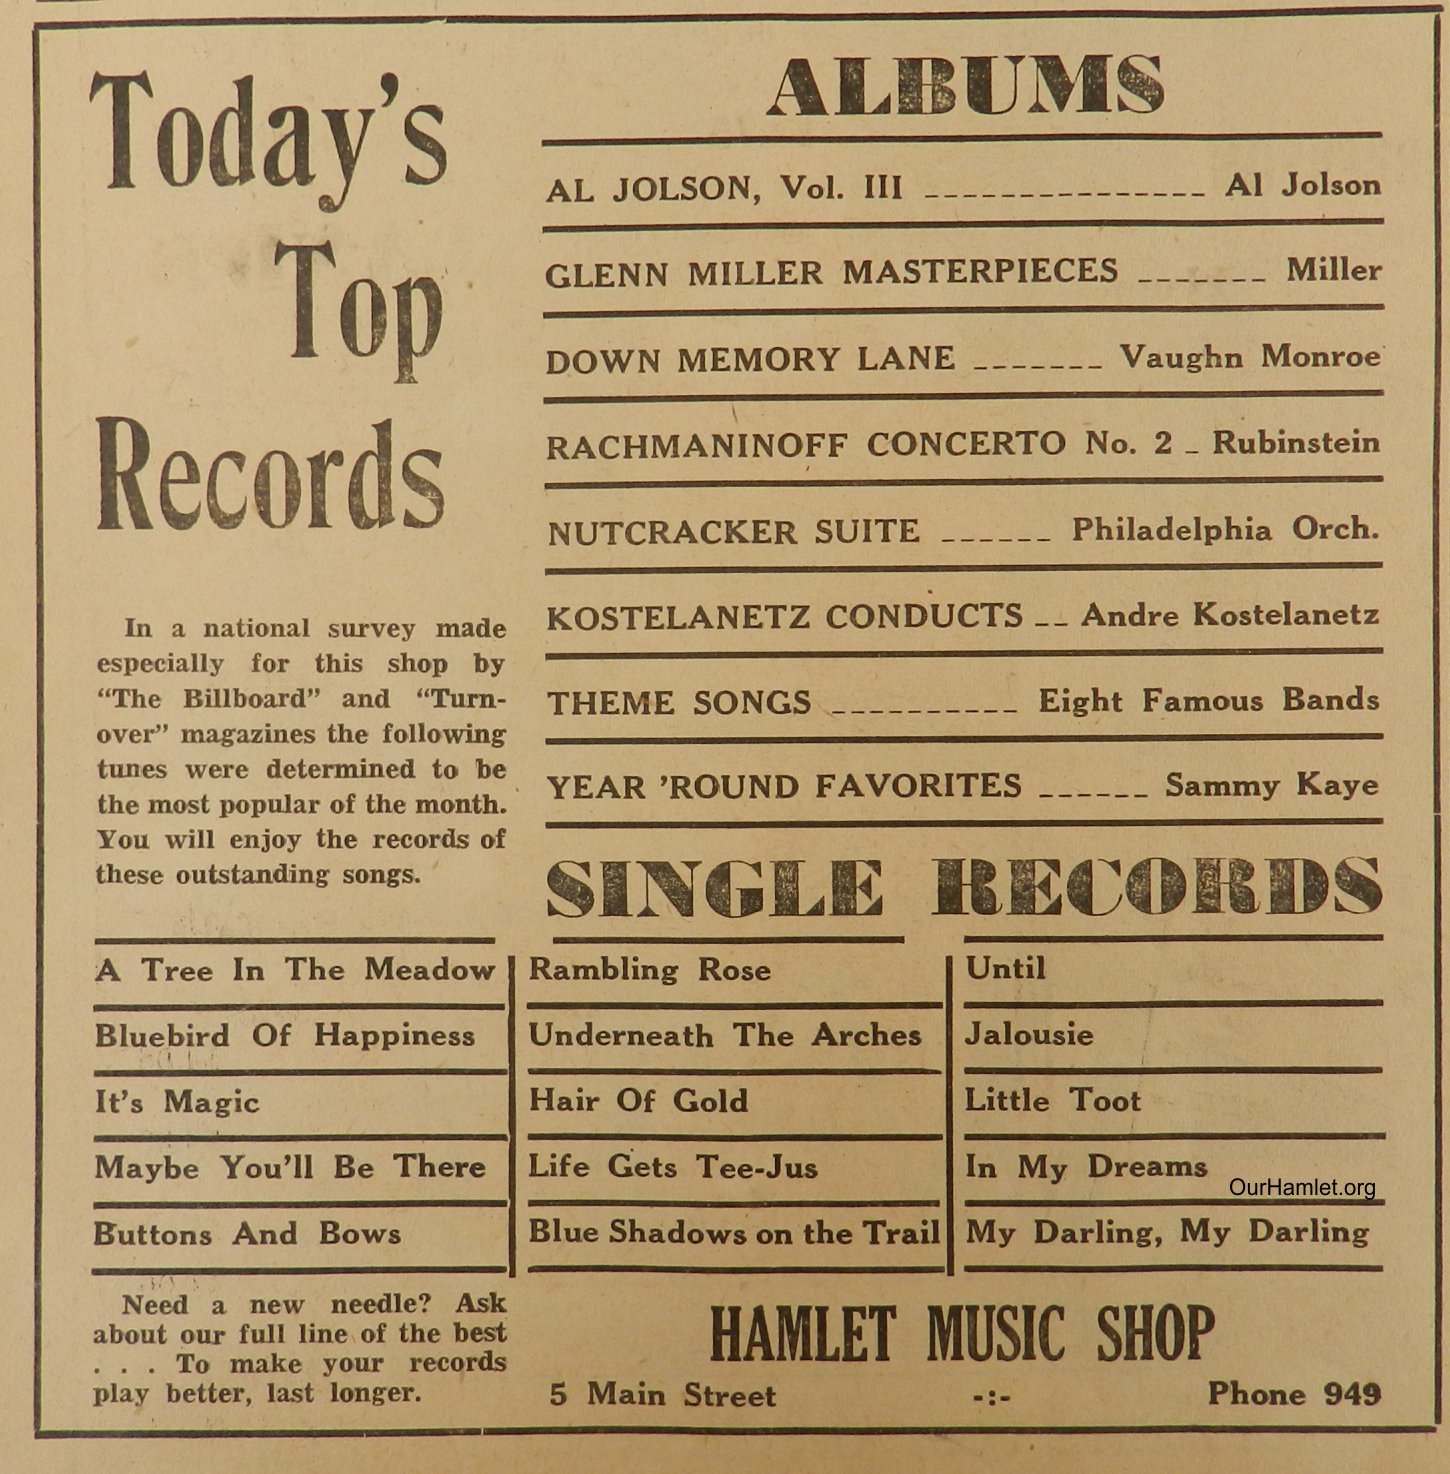 Today's
Top
Records
In a national survey made
especially for this shop by
“The Billboard” and “Turn-
over” magazines the following
tunes were determined to be
the most popular of the month.
You will enjoy the records of
these outstanding songs.
ALBUMS
AL JOLSON, Vol. III _______________ Al Jolson
GLENN MILLER MASTERPIECES _______ Miller
DOWN MEMORY LANE _______ Vaughn Monroe
RACHMANINOFF CONCERTO No. 2 _ Rubinstein
NUTCRACKER SUITE ______ Philadelphia Orch.
KOSTELANETZ CONDUCTS __ Andre Kostelanetz
THEME SONGS __________ Eight Famous Bands
YEAR ’ROUND FAVORITES ______ Sammy Kaye
SINGLE RECORDS
A Tree In The Meadow
Bluebird Of Happiness
It's Magic
Maybe You'll Be There
Buttons And Bows
Rambling Rose
Underneath The Arches
Hair Of Gold
Life Gets Tee-Jus
Blue Shadows on the Trail
Until
Jalousie
Little Toot
In My Dreams
My Darling, My Darling
OurHamlet.org
Need a new needle? Ask
about our full line of the best
. . . To make your records
play better, last longer.
HAMLET MUSIC SHOP
5 Main Street -:- Phone 949